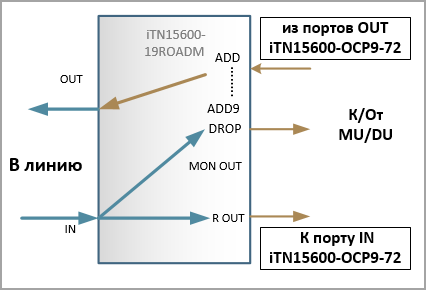 iTN15600-
19ROADM
из портов OUT
iTN15600-OCP9-72
ADD
OUT
ADD9
DROP
К/От
MU/DU
В линию
MON OUT
IN
R OUT
К порту IN
iTN15600-OCP9-72